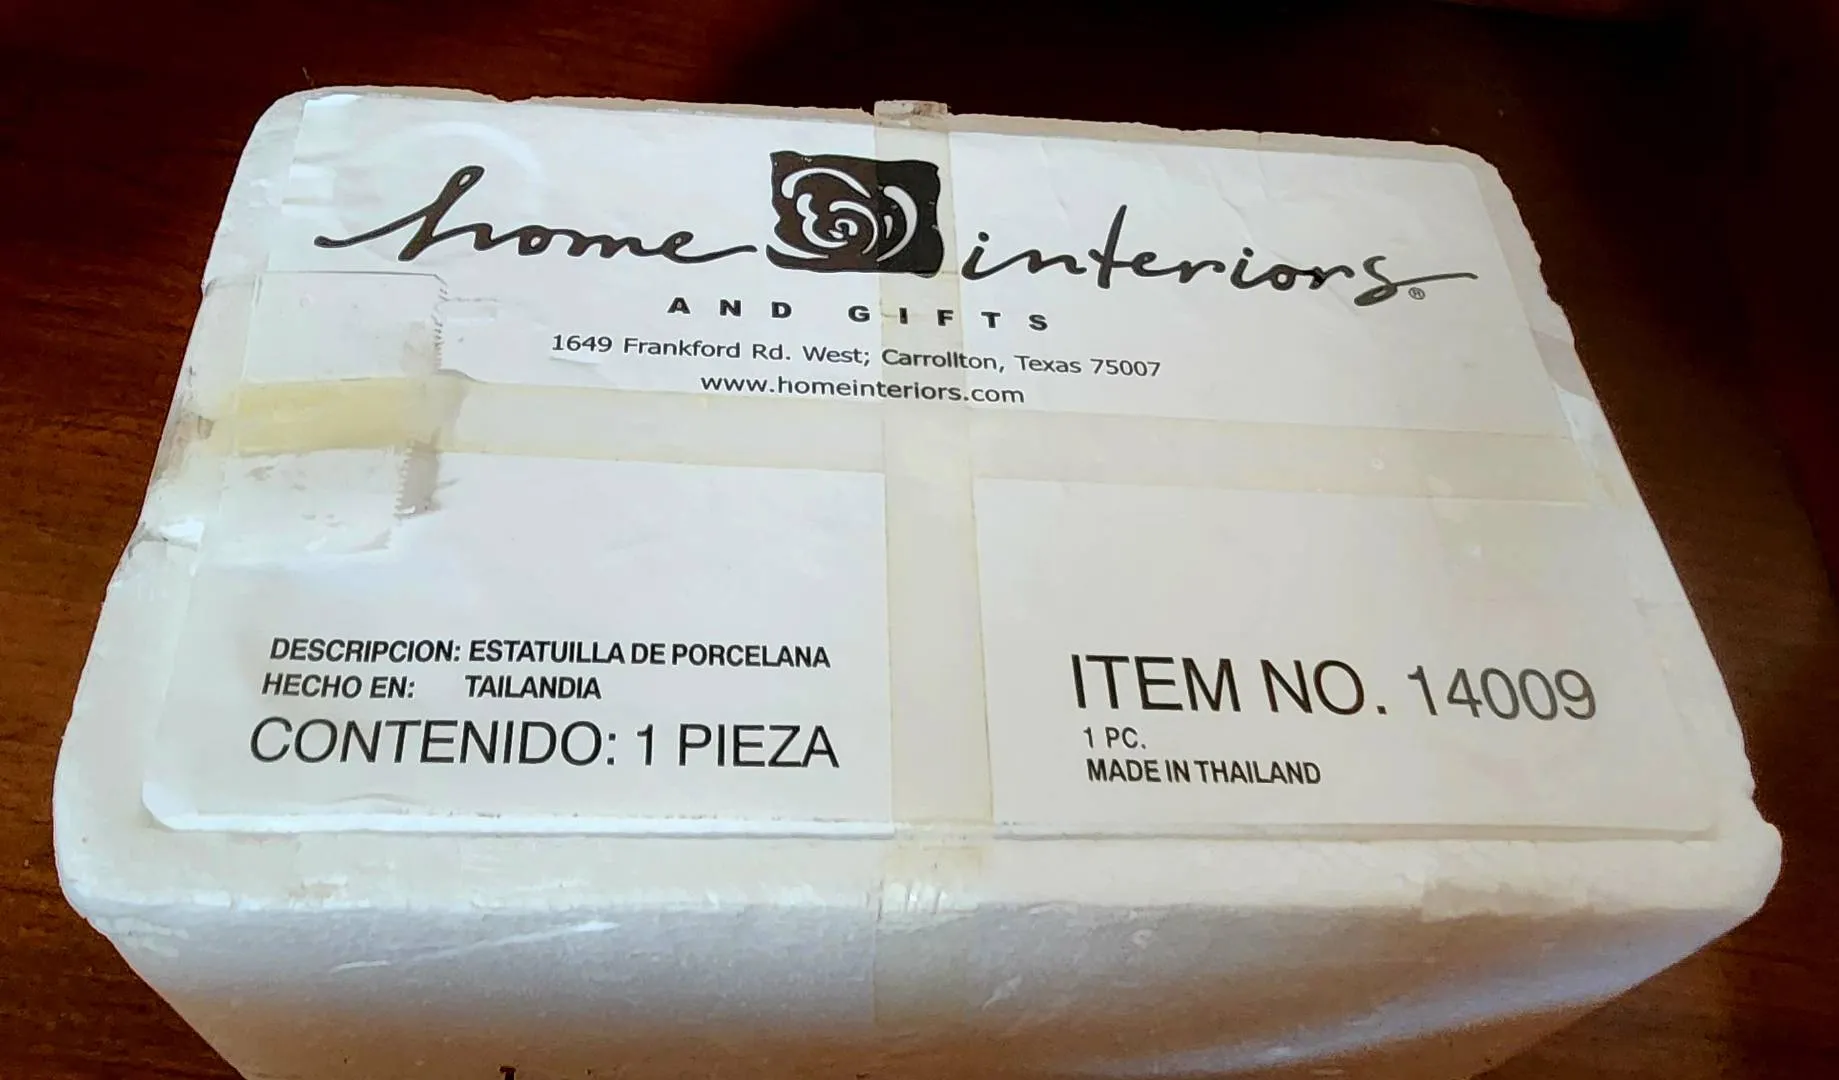 home interiors®
AND GIFTS
1649 Frankford Rd. West; Carrollton, Texas 75007
www.homeinteriors.com
DESCRIPCION: ESTATUILLA DE PORCELANA
HECHO EN: TAILANDIA
CONTENIDO: 1 PIEZA
ITEM NO. 14009
1 PC.
MADE IN THAILAND